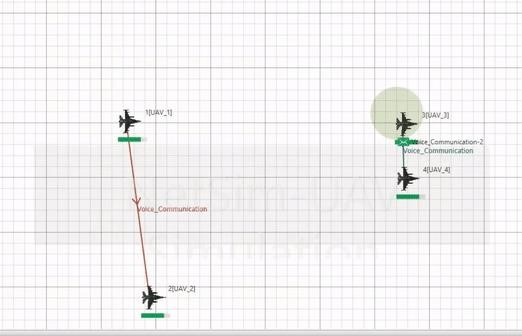 1[UAV_1]
3[UAV_3]
Voice_Communication-2
Voice_Communication
4[UAV_4]
Voice_Communication
2[UAV_2]